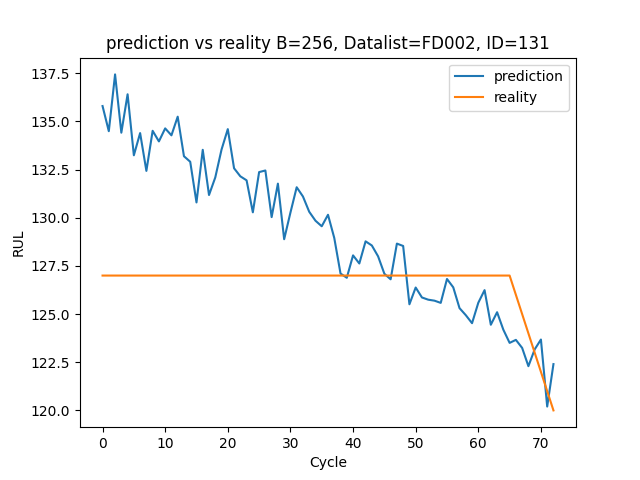 prediction vs reality B=256, Datalist=FD002, ID=131
prediction
reality
RUL
137.5
135.0
132.5
130.0
127.5
125.0
122.5
120.0
0 10 20 30 40 50 60 70
Cycle